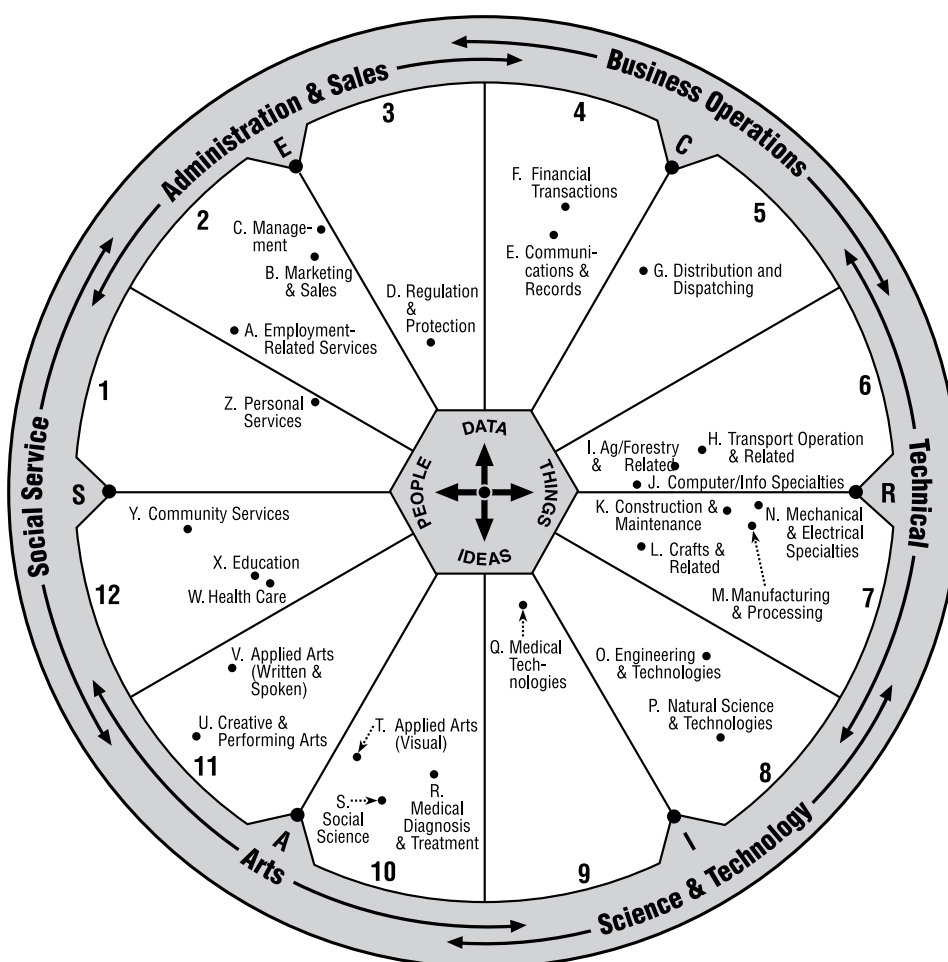 Administration & Sales
Business Operations
Technical
Science & Technology
Arts
Social Service
E
C
R
I
A
S
1
2
3
4
5
6
7
8
9
10
11
12
DATA
THINGS
IDEAS
PEOPLE
F. Financial
Transactions
E. Communi-
cations &
Records
C. Manage-
ment
B. Marketing
& Sales
D. Regulation
&
Protection
G. Distribution and
Dispatching
A. Employment-
Related Services
Z. Personal
Services
H. Transport Operation
& Related
I. Ag/Forestry
& Related
J. Computer/Info Specialties
K. Construction &
Maintenance
N. Mechanical
& Electrical
Specialties
L. Crafts &
Related
M. Manufacturing
& Processing
Y. Community Services
X. Education
W. Health Care
Q. Medical
Tech-
nologies
O. Engineering
& Technologies
P. Natural Science
& Technologies
V. Applied Arts
(Written &
Spoken)
U. Creative &
Performing Arts
T. Applied Arts
(Visual)
S.
Social
Science
R.
Medical
Diagnosis
& Treatment